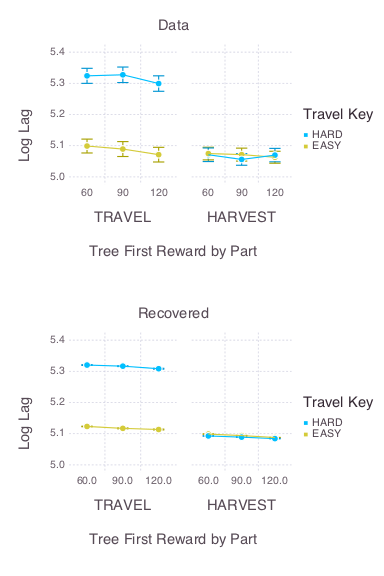 Data
5.4
5.3
5.2
5.1
5.0
Log Lag
60 90 120 60 90 120
TRAVEL HARVEST
Tree First Reward by Part
Travel Key
HARD
EASY
Recovered
5.4
5.3
5.2
5.1
5.0
Log Lag
60.0 90.0 120.0 60.0 90.0 120.0
TRAVEL HARVEST
Tree First Reward by Part
Travel Key
HARD
EASY